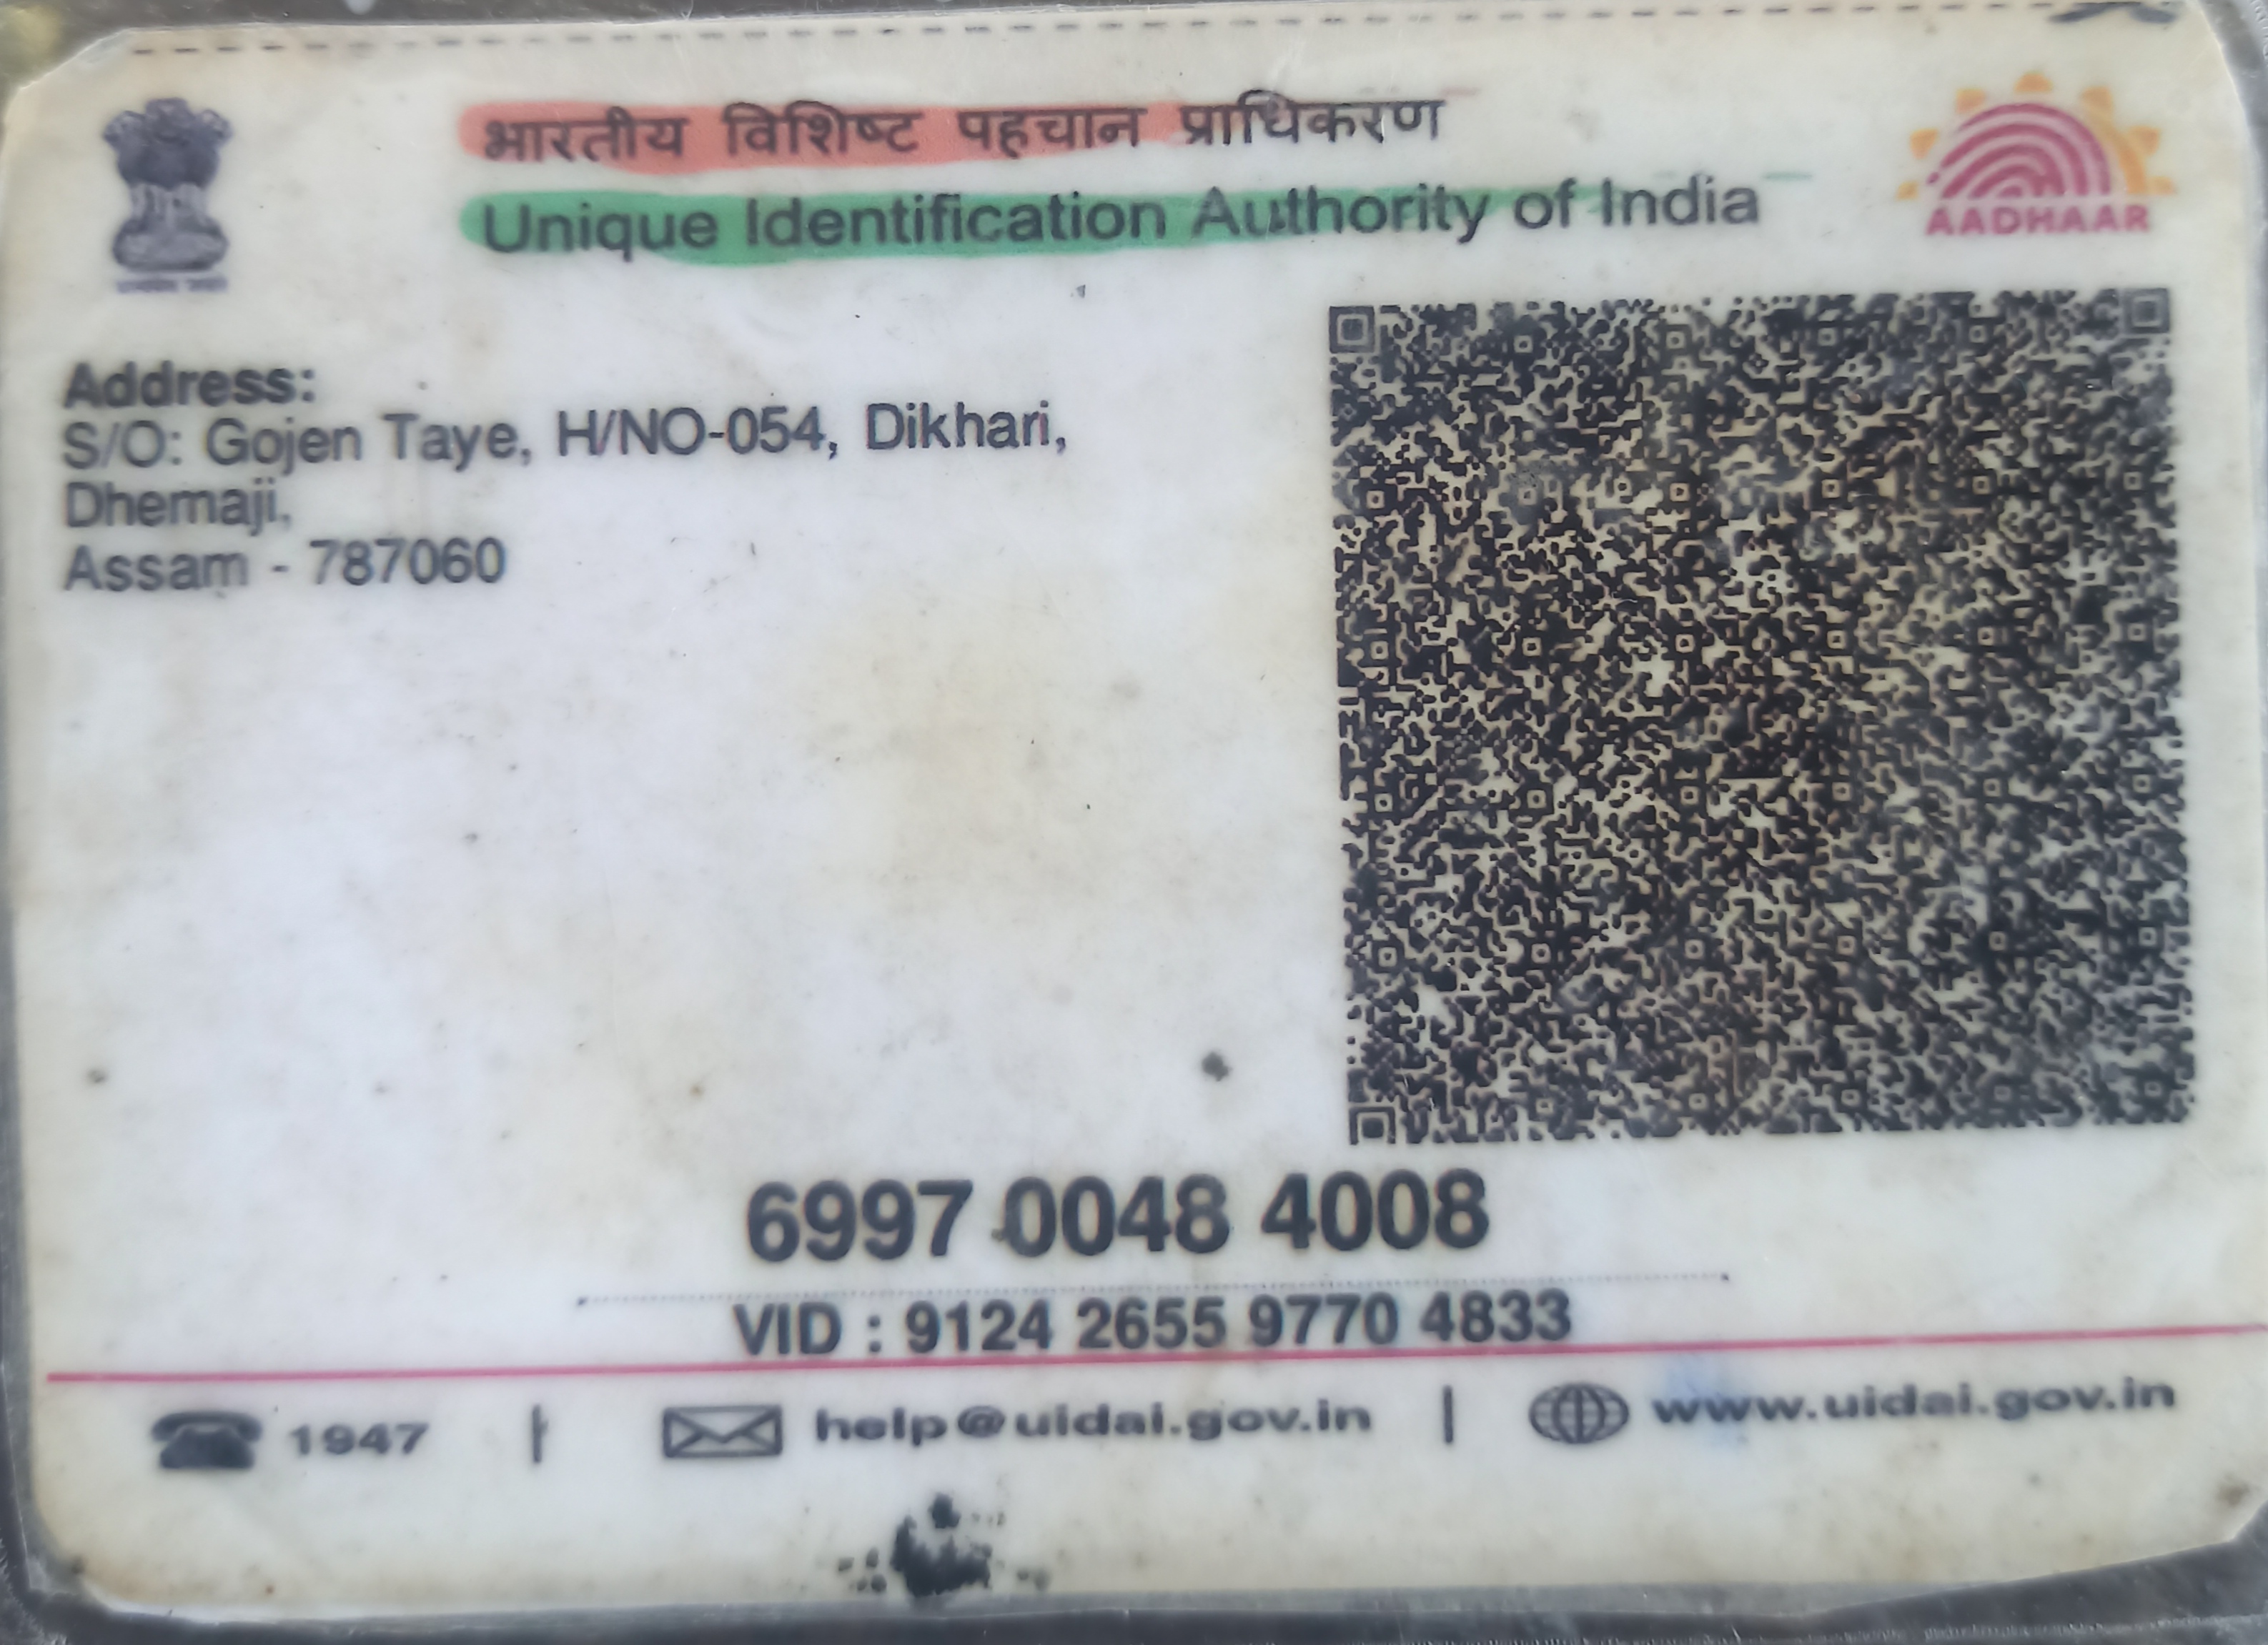 भारतीय विशिष्ट पहचान प्राधिकरण
Unique Identification Authority of India
AADHAAR
Address:
S/O: Gojen Taye, H/NO-054, Dikhari,
Dhemaji,
Assam - 787060
6997 0048 4008
VID : 9124 2655 9770 4833
1947 | help@uidai.gov.in | www.uidai.gov.in